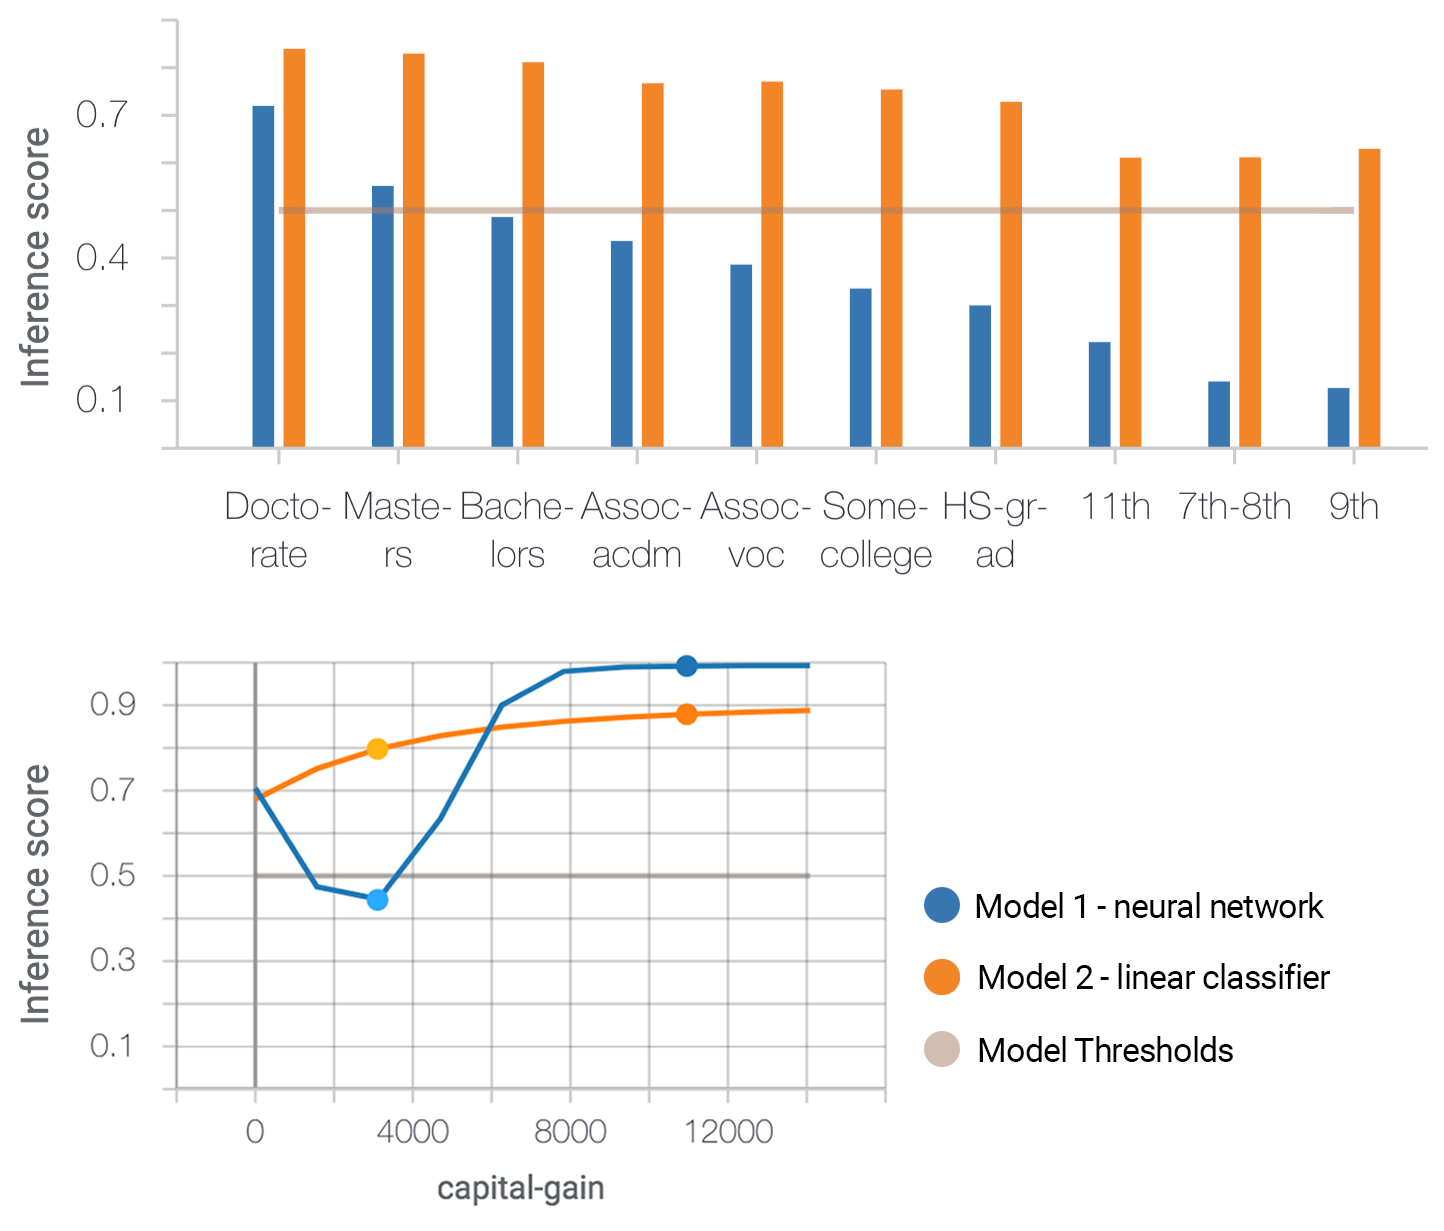 Inference score
0.7
0.4
0.1
Docto-
rate
Maste-
rs
Bache-
lors
Assoc-
acdm
Assoc-
voc
Some-
college
HS-gr-
ad
11th
7th-8th
9th
Inference score
0.9
0.7
0.5
0.3
0.1
0
4000
8000
12000
capital-gain
Model 1 - neural network
Model 2 - linear classifier
Model Thresholds